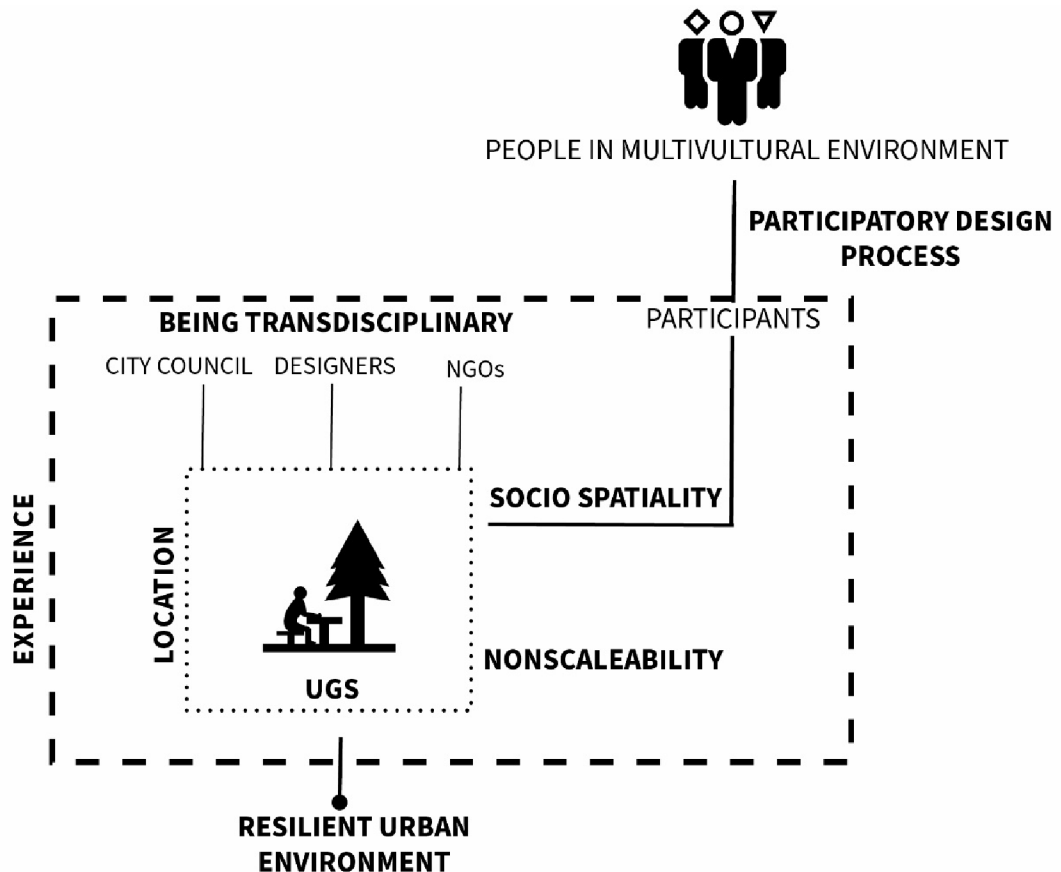 PEOPLE IN MULTIVULTURAL ENVIRONMENT
PARTICIPATORY DESIGN
PROCESS
BEING TRANSDISCIPLINARY
PARTICIPANTS
CITY COUNCIL
DESIGNERS
NGOs
EXPERIENCE
LOCATION
SOCIO SPATIALITY
NONSCALEABILITY
UGS
RESILIENT URBAN
ENVIRONMENT